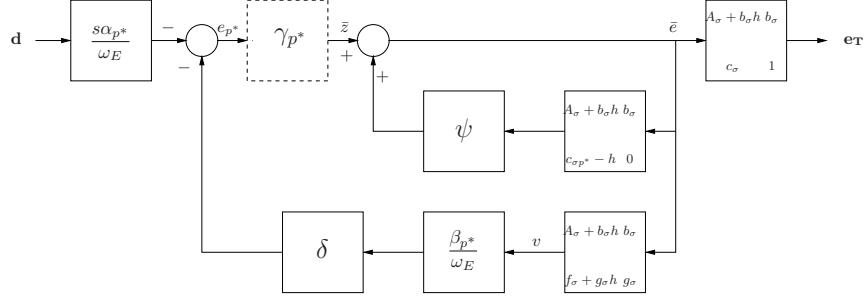 d
sα_{p*}
ω_E
−
e_{p*}
−
γ_{p*}
z̄
+
+
ē
A_σ + b_σh b_σ
c_σ 1
e_T
ψ
A_σ + b_σh b_σ
c_{σp*} − h 0
δ
β_{p*}
ω_E
v
A_σ + b_σh b_σ
f_σ + g_σh g_σ